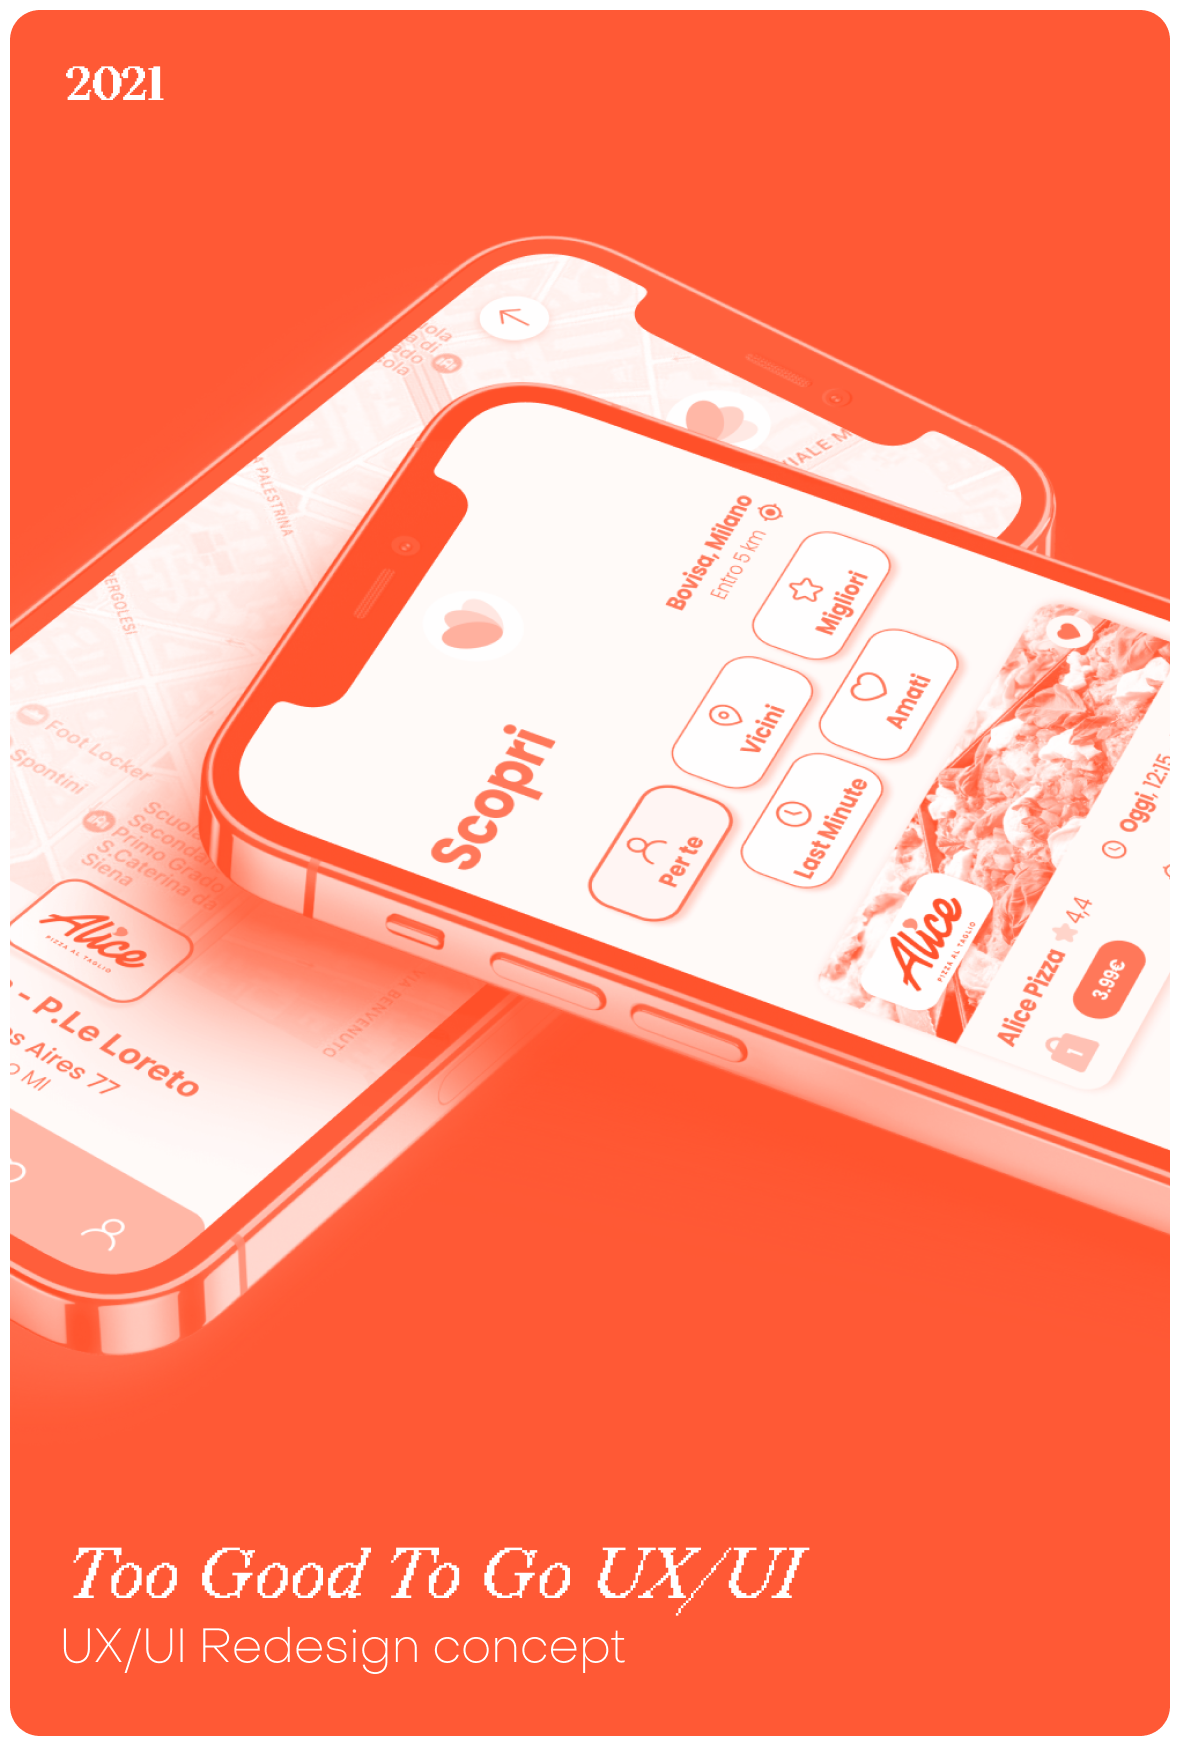 2021
VIALE M
PALESTRINA
ERGOLESI
Foot Locker
Spontini
Scuola
Secondar
Primo Grado
S.Caterina da
Siena
Alice
PIZZA AL TAGLIO
- P.Le Loreto
s Aires 77
o MI
VIA BENVENUTO
Scopri
Bovisa, Milano
Entro 5 km
Per te
Vicini
Migliori
Last Minute
Amati
Alice
PIZZA AL TAGLIO
Alice Pizza 4,4
1
3.99€
Oggi, 12:15
Too Good To Go UX/UI
UX/UI Redesign concept